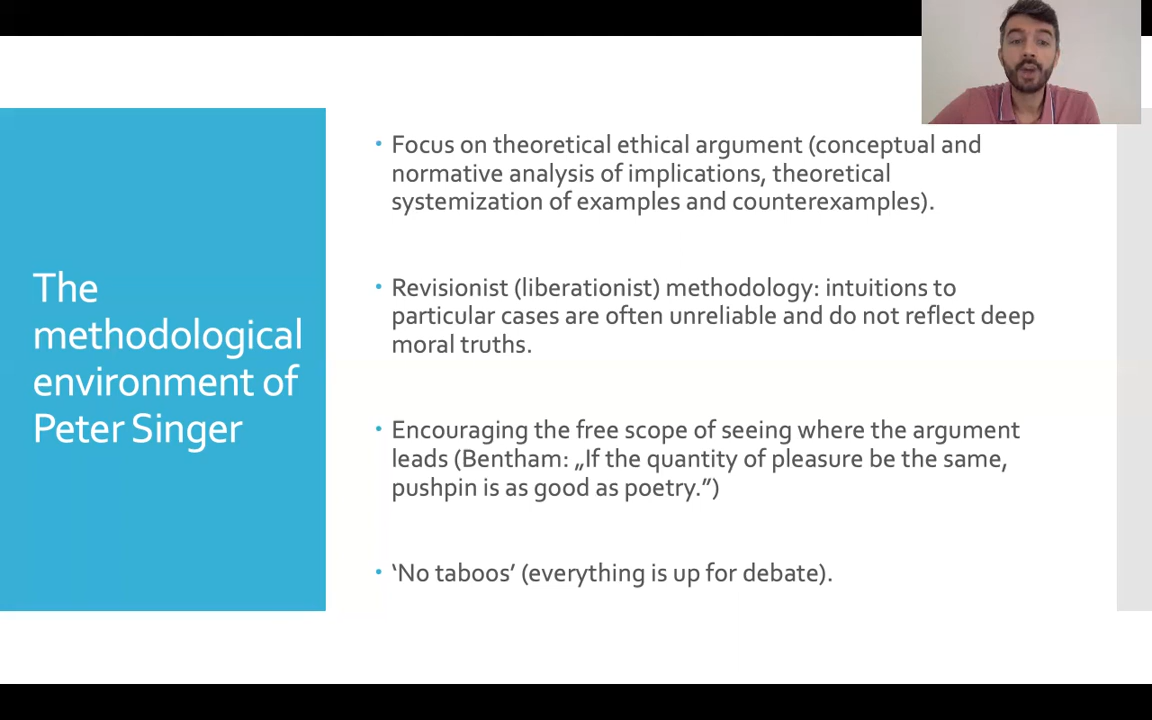 The
methodological
environment of
Peter Singer
• Focus on theoretical ethical argument (conceptual and
normative analysis of implications, theoretical
systemization of examples and counterexamples).
• Revisionist (liberationist) methodology: intuitions to
particular cases are often unreliable and do not reflect deep
moral truths.
• Encouraging the free scope of seeing where the argument
leads (Bentham: „If the quantity of pleasure be the same,
pushpin is as good as poetry.”)
• ‘No taboos’ (everything is up for debate).